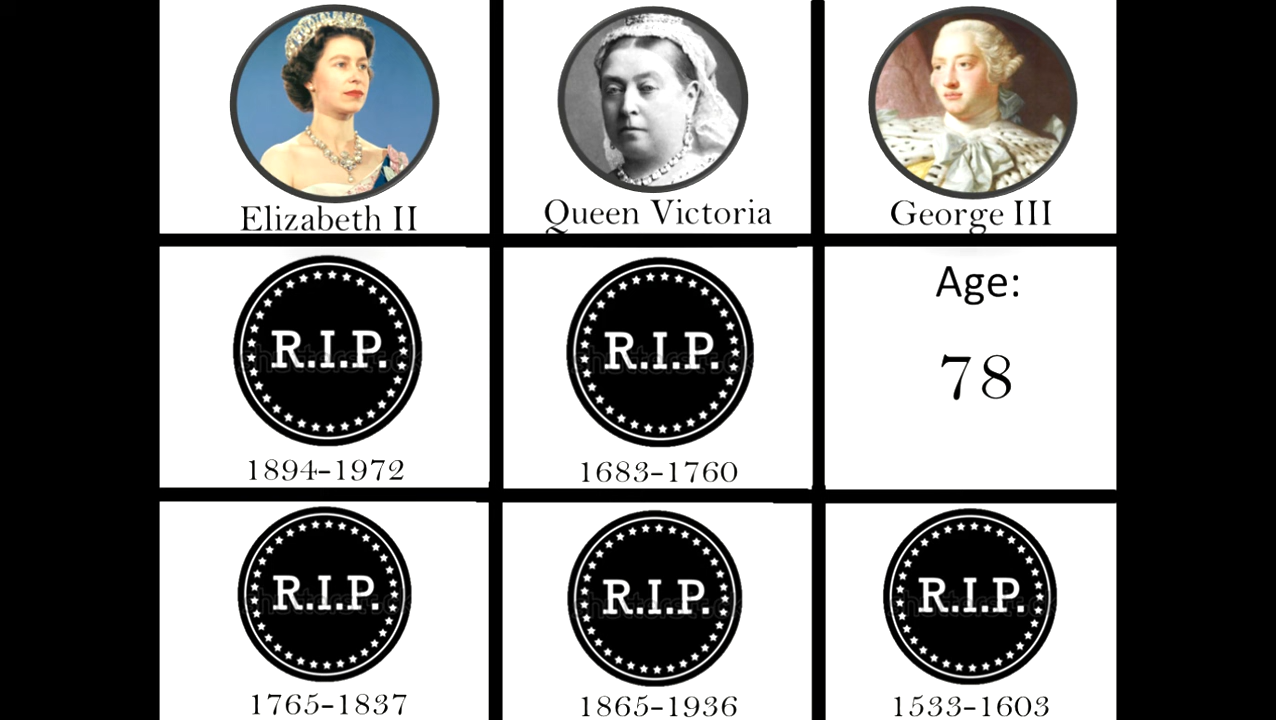 Elizabeth II
Queen Victoria
George III
R.I.P.
1894-1972
R.I.P.
1683-1760
Age:
78
R.I.P.
1765-1837
R.I.P.
1865-1936
R.I.P.
1533-1603